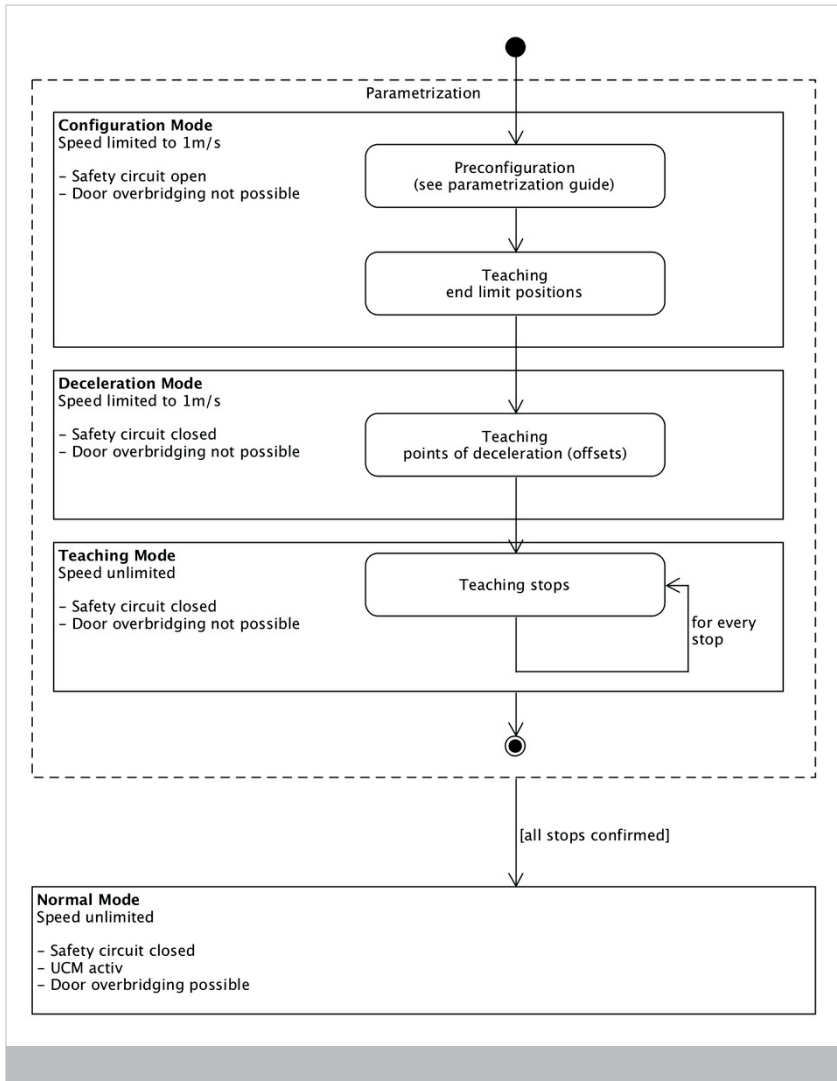 Parametrization
Configuration Mode
Speed limited to 1m/s
– Safety circuit open
– Door overbridging not possible
Preconfiguration
(see parametrization guide)
Teaching
end limit positions
Deceleration Mode
Speed limited to 1m/s
– Safety circuit closed
– Door overbridging not possible
Teaching
points of deceleration (offsets)
Teaching Mode
Speed unlimited
– Safety circuit closed
– Door overbridging not possible
Teaching stops
for every
stop
[all stops confirmed]
Normal Mode
Speed unlimited
– Safety circuit closed
– UCM activ
– Door overbridging possible